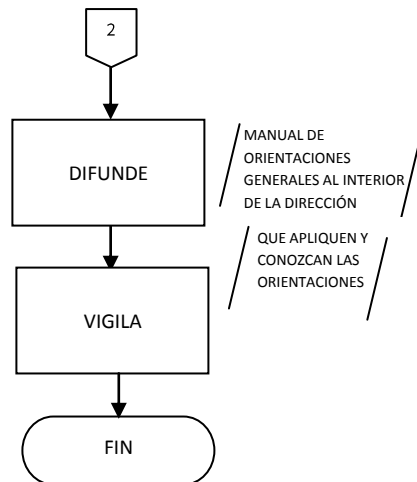 2
DIFUNDE
MANUAL DE
ORIENTACIONES
GENERALES AL INTERIOR
DE LA DIRECCIÓN
VIGILA
QUE APLIQUEN Y
CONOZCAN LAS
ORIENTACIONES
FIN